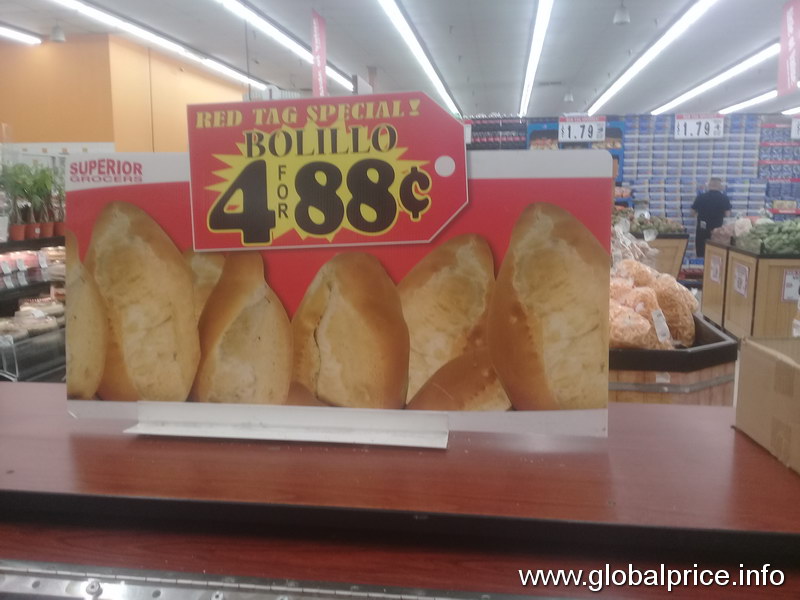 RED TAG SPECIAL!
BOLILLO
4 FOR 88¢
SUPERIOR
GROCERS
$1.79
$1.79
www.globalprice.info